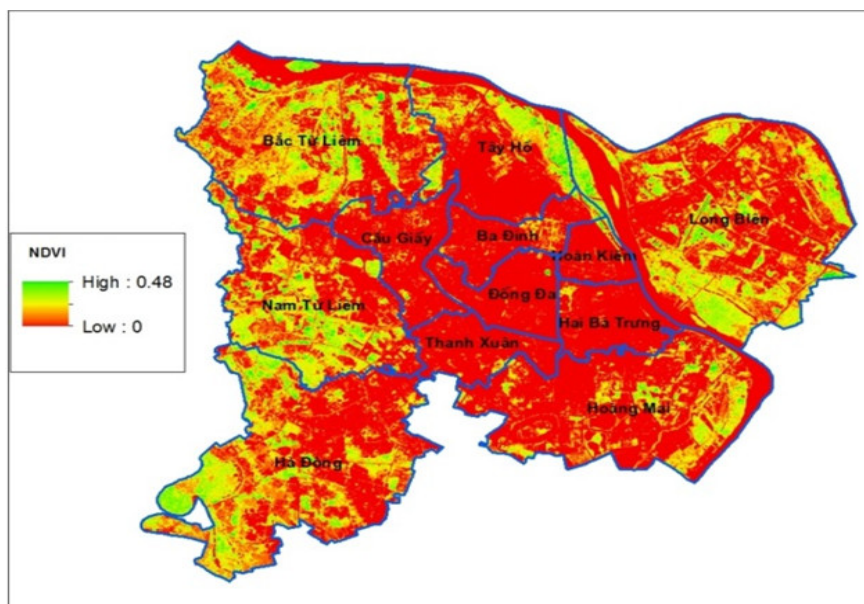 Bắc Từ Liêm
Tây Hồ
Long Biên
Cầu Giấy
Ba Đình
Hoàn Kiếm
NDVI
High : 0.48
Low : 0
Nam Từ Liêm
Đống Đa
Hai Bà Trưng
Thanh Xuân
Hoàng Mai
Hà Đông